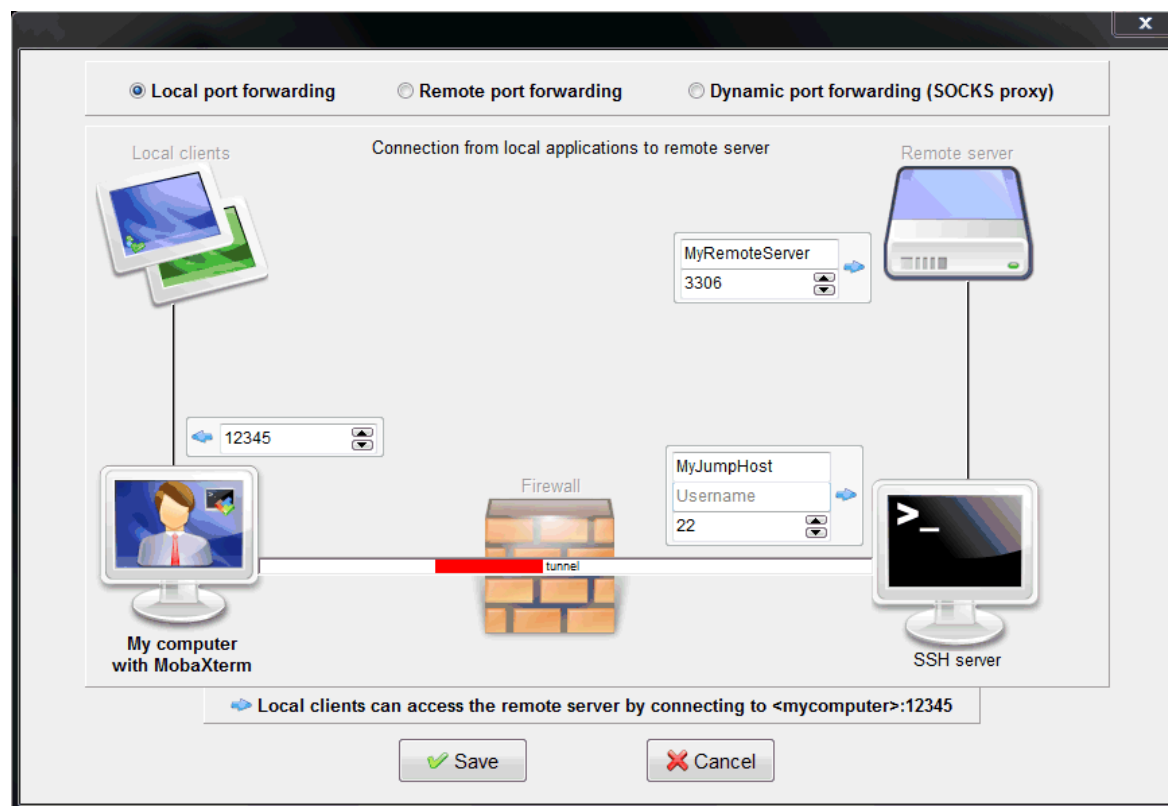 x
Local port forwarding
Remote port forwarding
Dynamic port forwarding (SOCKS proxy)
Local clients
Connection from local applications to remote server
Remote server
MyRemoteServer
3306
12345
MyJumpHost
Username
22
Firewall
>_
tunnel
My computer
with MobaXterm
SSH server
Local clients can access the remote server by connecting to <mycomputer>:12345
Save
Cancel